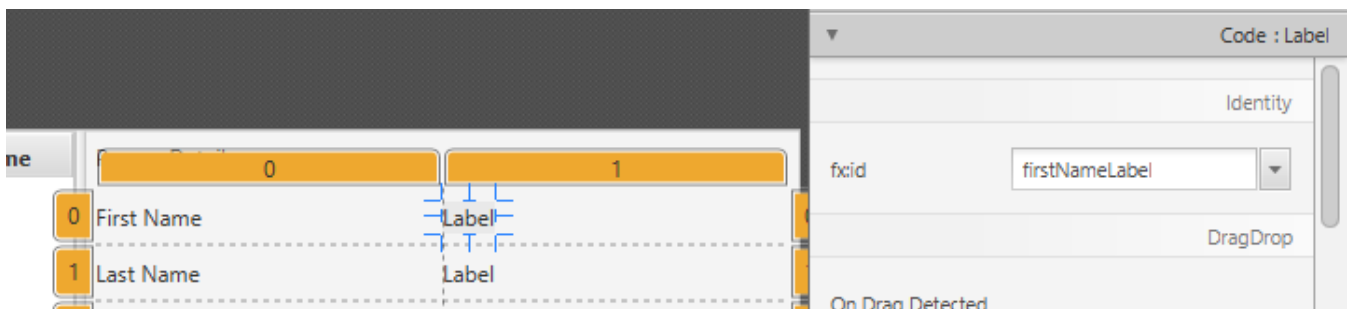 Code : Label
Identity
fx:id
firstNameLabel
DragDrop
On Drag Detected
me
0
1
0
First Name
Label
1
Last Name
Label